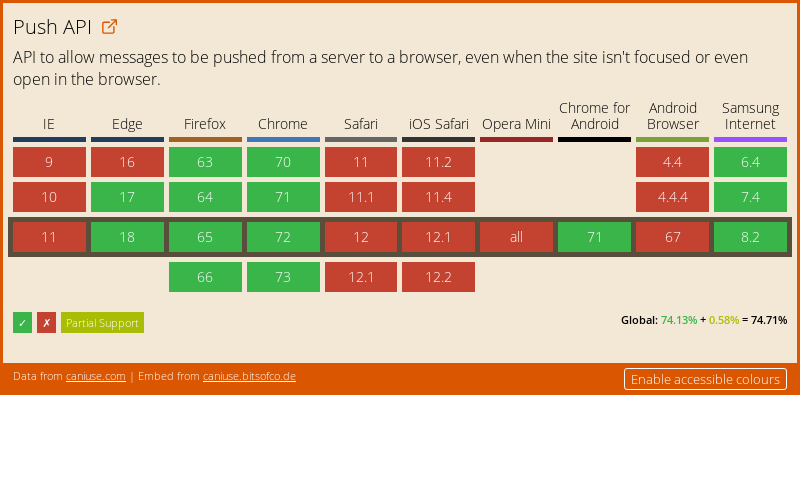 Push API
API to allow messages to be pushed from a server to a browser, even when the site isn't focused or even
open in the browser.
IE Edge Firefox Chrome Safari iOS Safari Opera Mini Chrome for Android Android Browser Samsung Internet
9 16 63 70 11 11.2 4.4 6.4
10 17 64 71 11.1 11.4 4.4.4 7.4
11 18 65 72 12 12.1 all 71 67 8.2
66 73 12.1 12.2
✓ ✗ Partial Support Global: 74.13% + 0.58% = 74.71%
Data from caniuse.com | Embed from caniuse.bitsofco.de Enable accessible colours